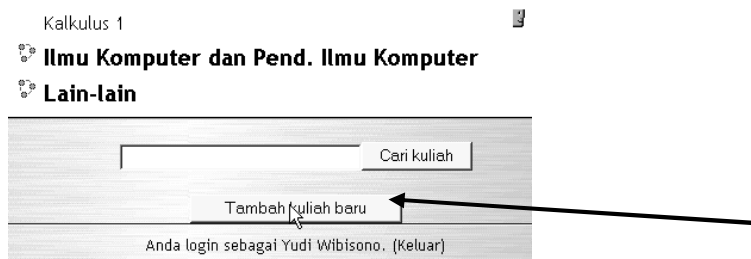 Kalkulus 1
Ilmu Komputer dan Pend. Ilmu Komputer
Lain-lain
Cari kuliah
Tambah kuliah baru
Anda login sebagai Yudi Wibisono. (Keluar)